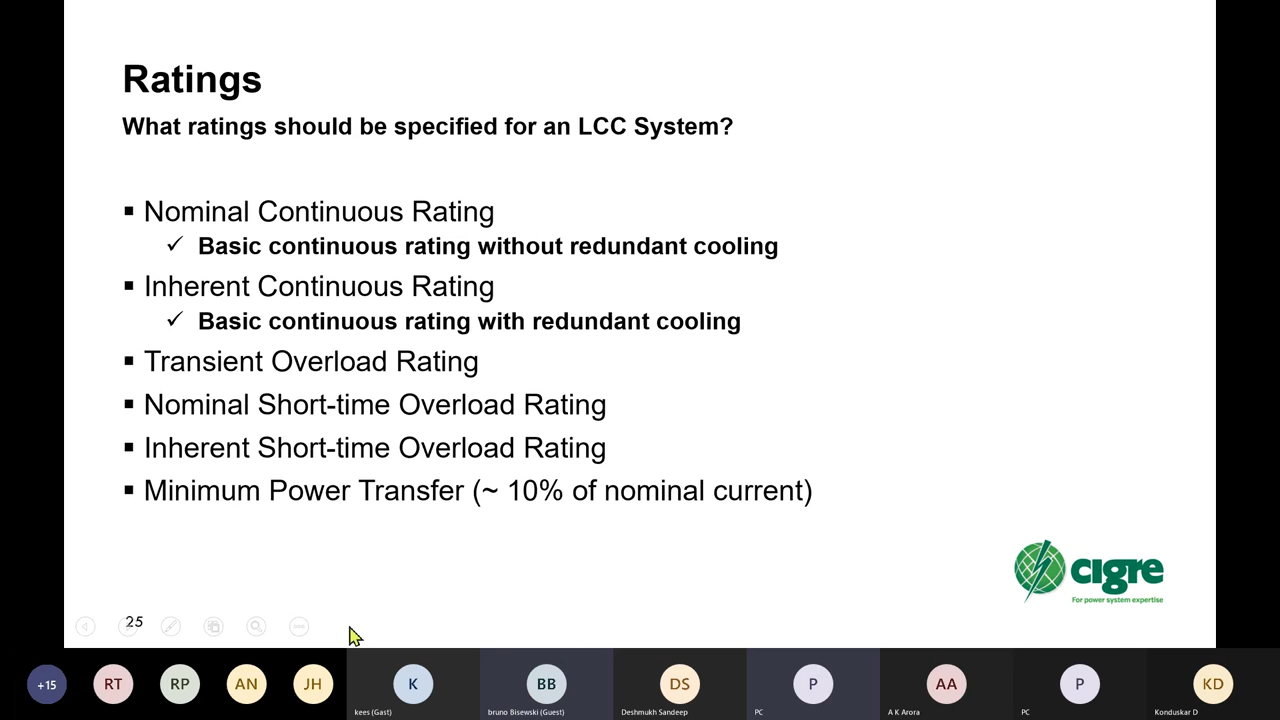 Ratings
What ratings should be specified for an LCC System?
▪ Nominal Continuous Rating
✓ Basic continuous rating without redundant cooling
▪ Inherent Continuous Rating
✓ Basic continuous rating with redundant cooling
▪ Transient Overload Rating
▪ Nominal Short-time Overload Rating
▪ Inherent Short-time Overload Rating
▪ Minimum Power Transfer (~ 10% of nominal current)
cigre
For power system expertise
25
+15 RT RP AN JH K BB DS P AA P KD
kees (Gast) bruno Bisewski (Guest) Deshmukh Sandeep PC A K Arora PC Konduskar D